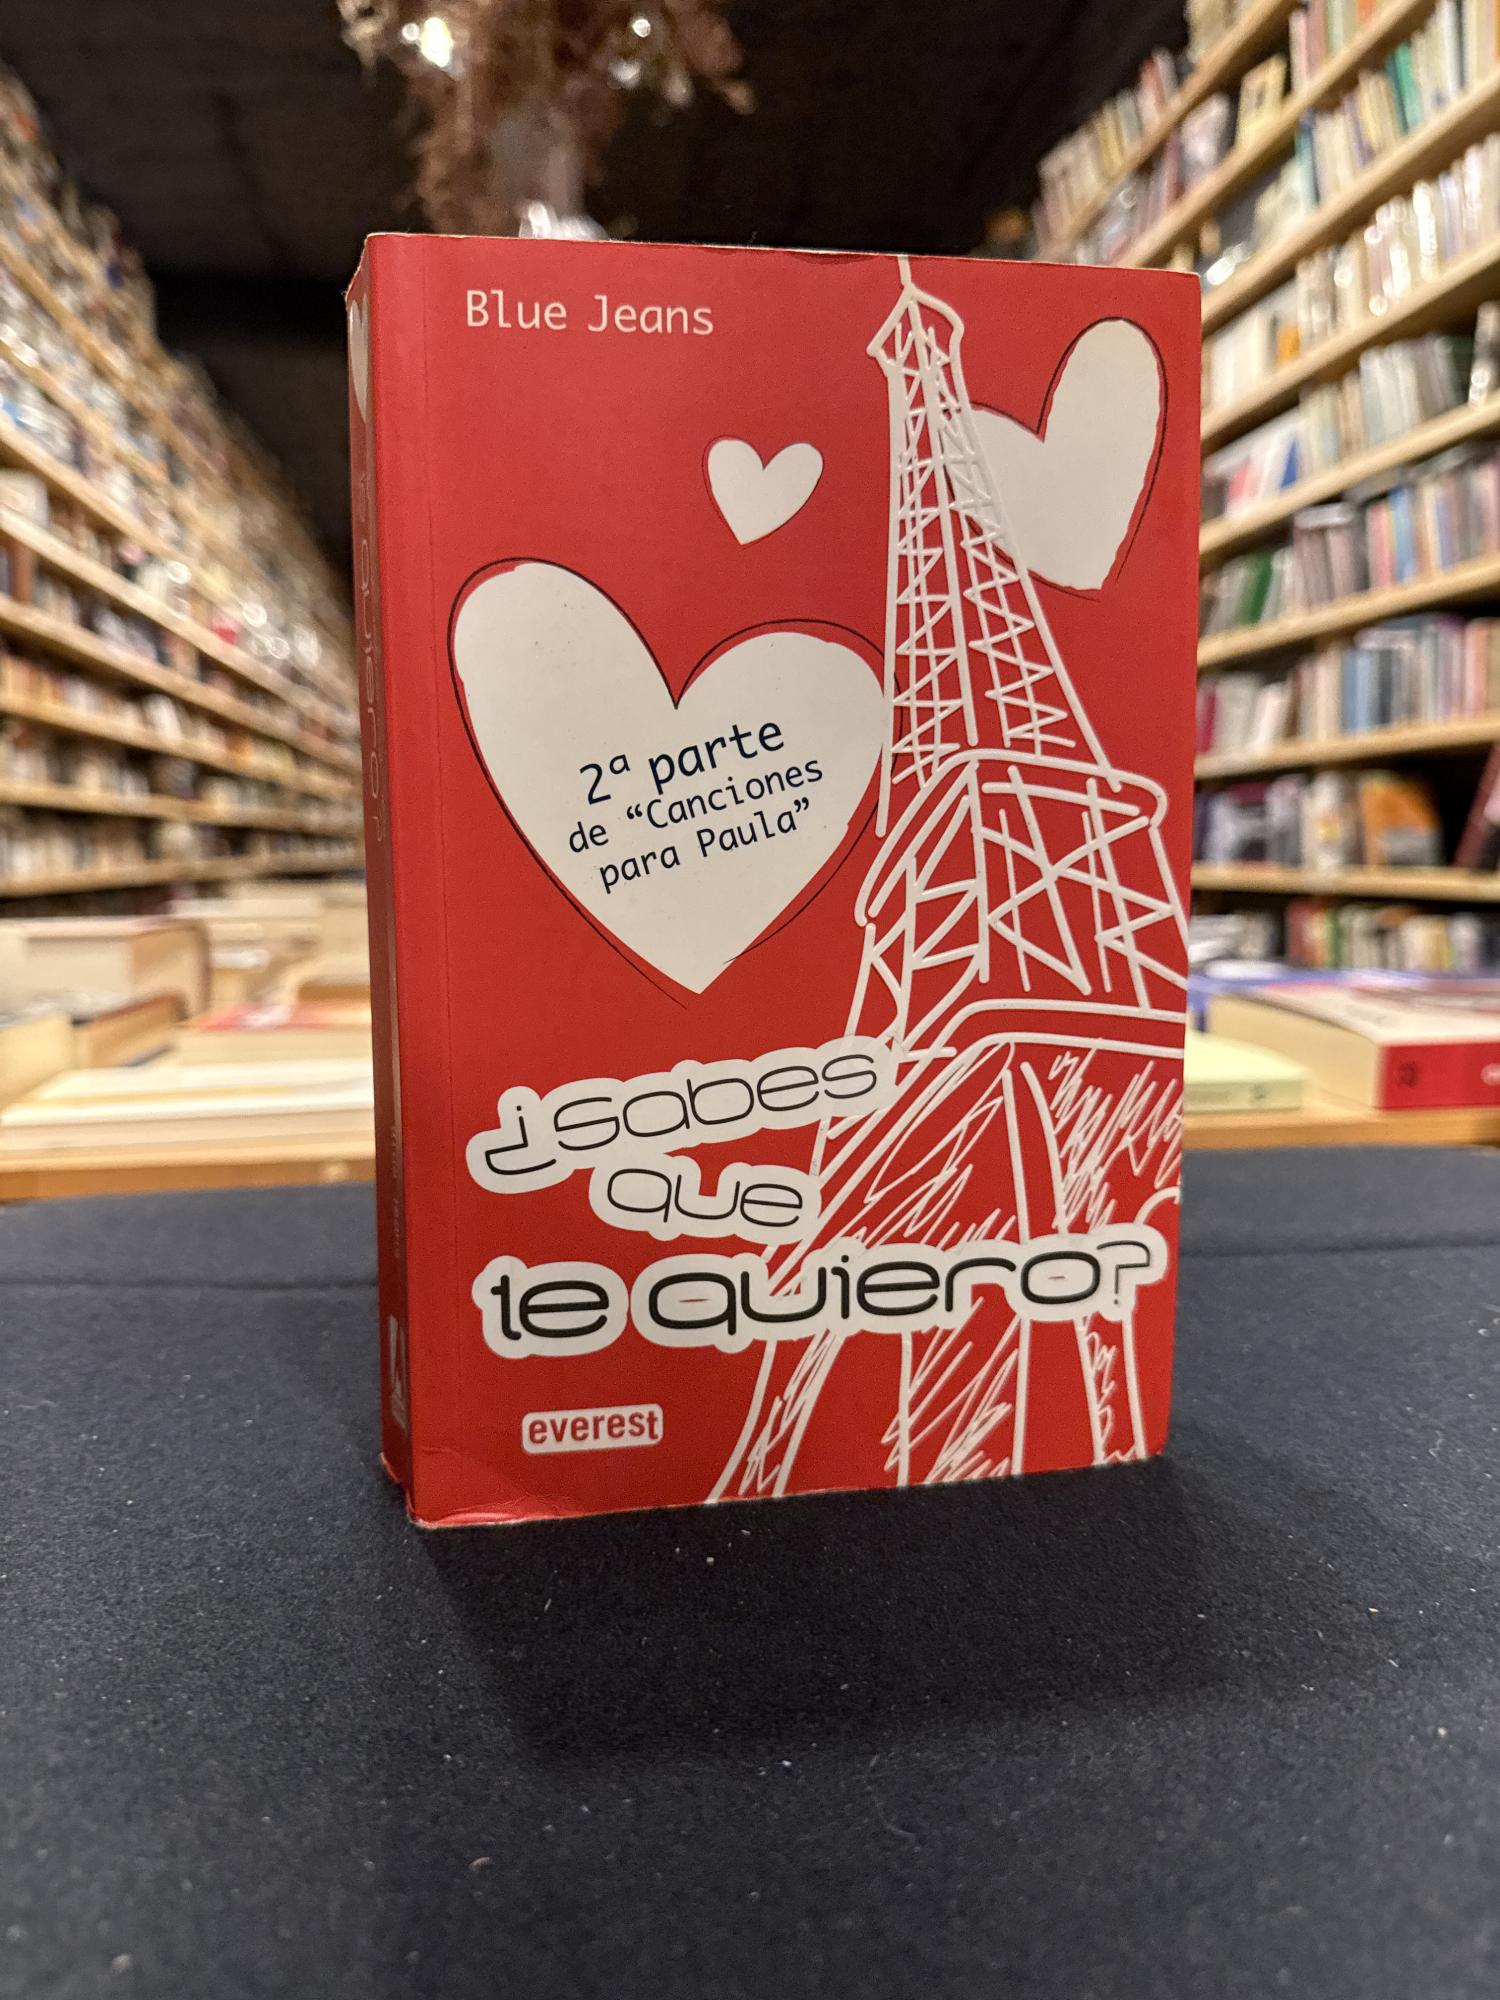 Blue Jeans
2ª parte
de “Canciones
para Paula”
¿sabes
que
te quiero?
everest